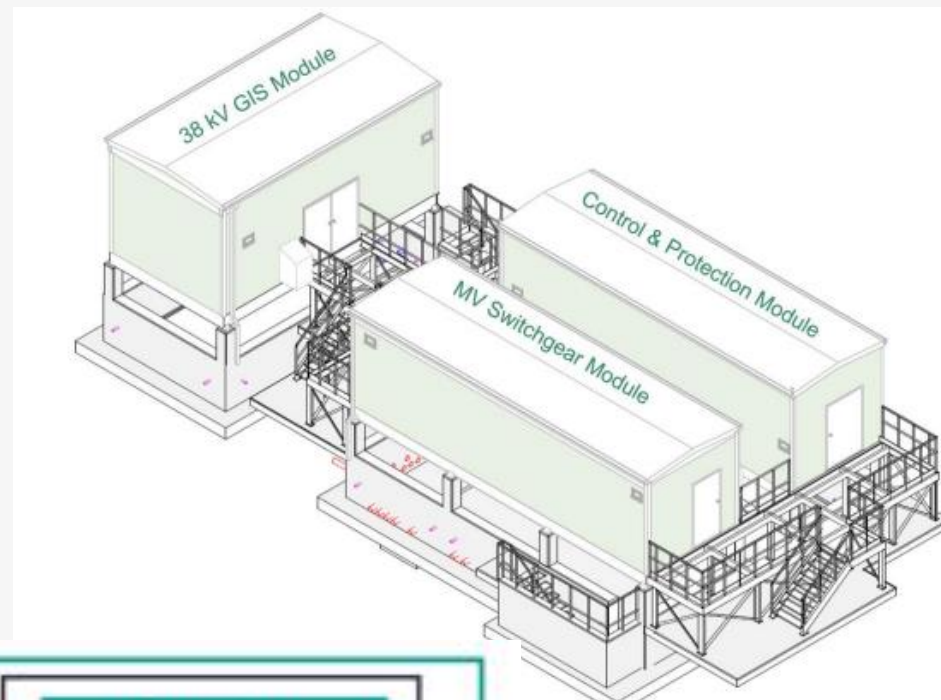 38 kV GIS Module
Control & Protection Module
MV Switchgear Module